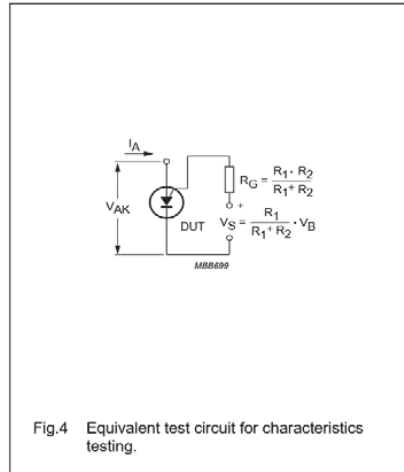 I_A
R_G = R_1 · R_2 / R_1 + R_2
V_AK
+
DUT
V_S = R_1 / R_1 + R_2 · V_B
MBB699
Fig.4 Equivalent test circuit for characteristics
testing.